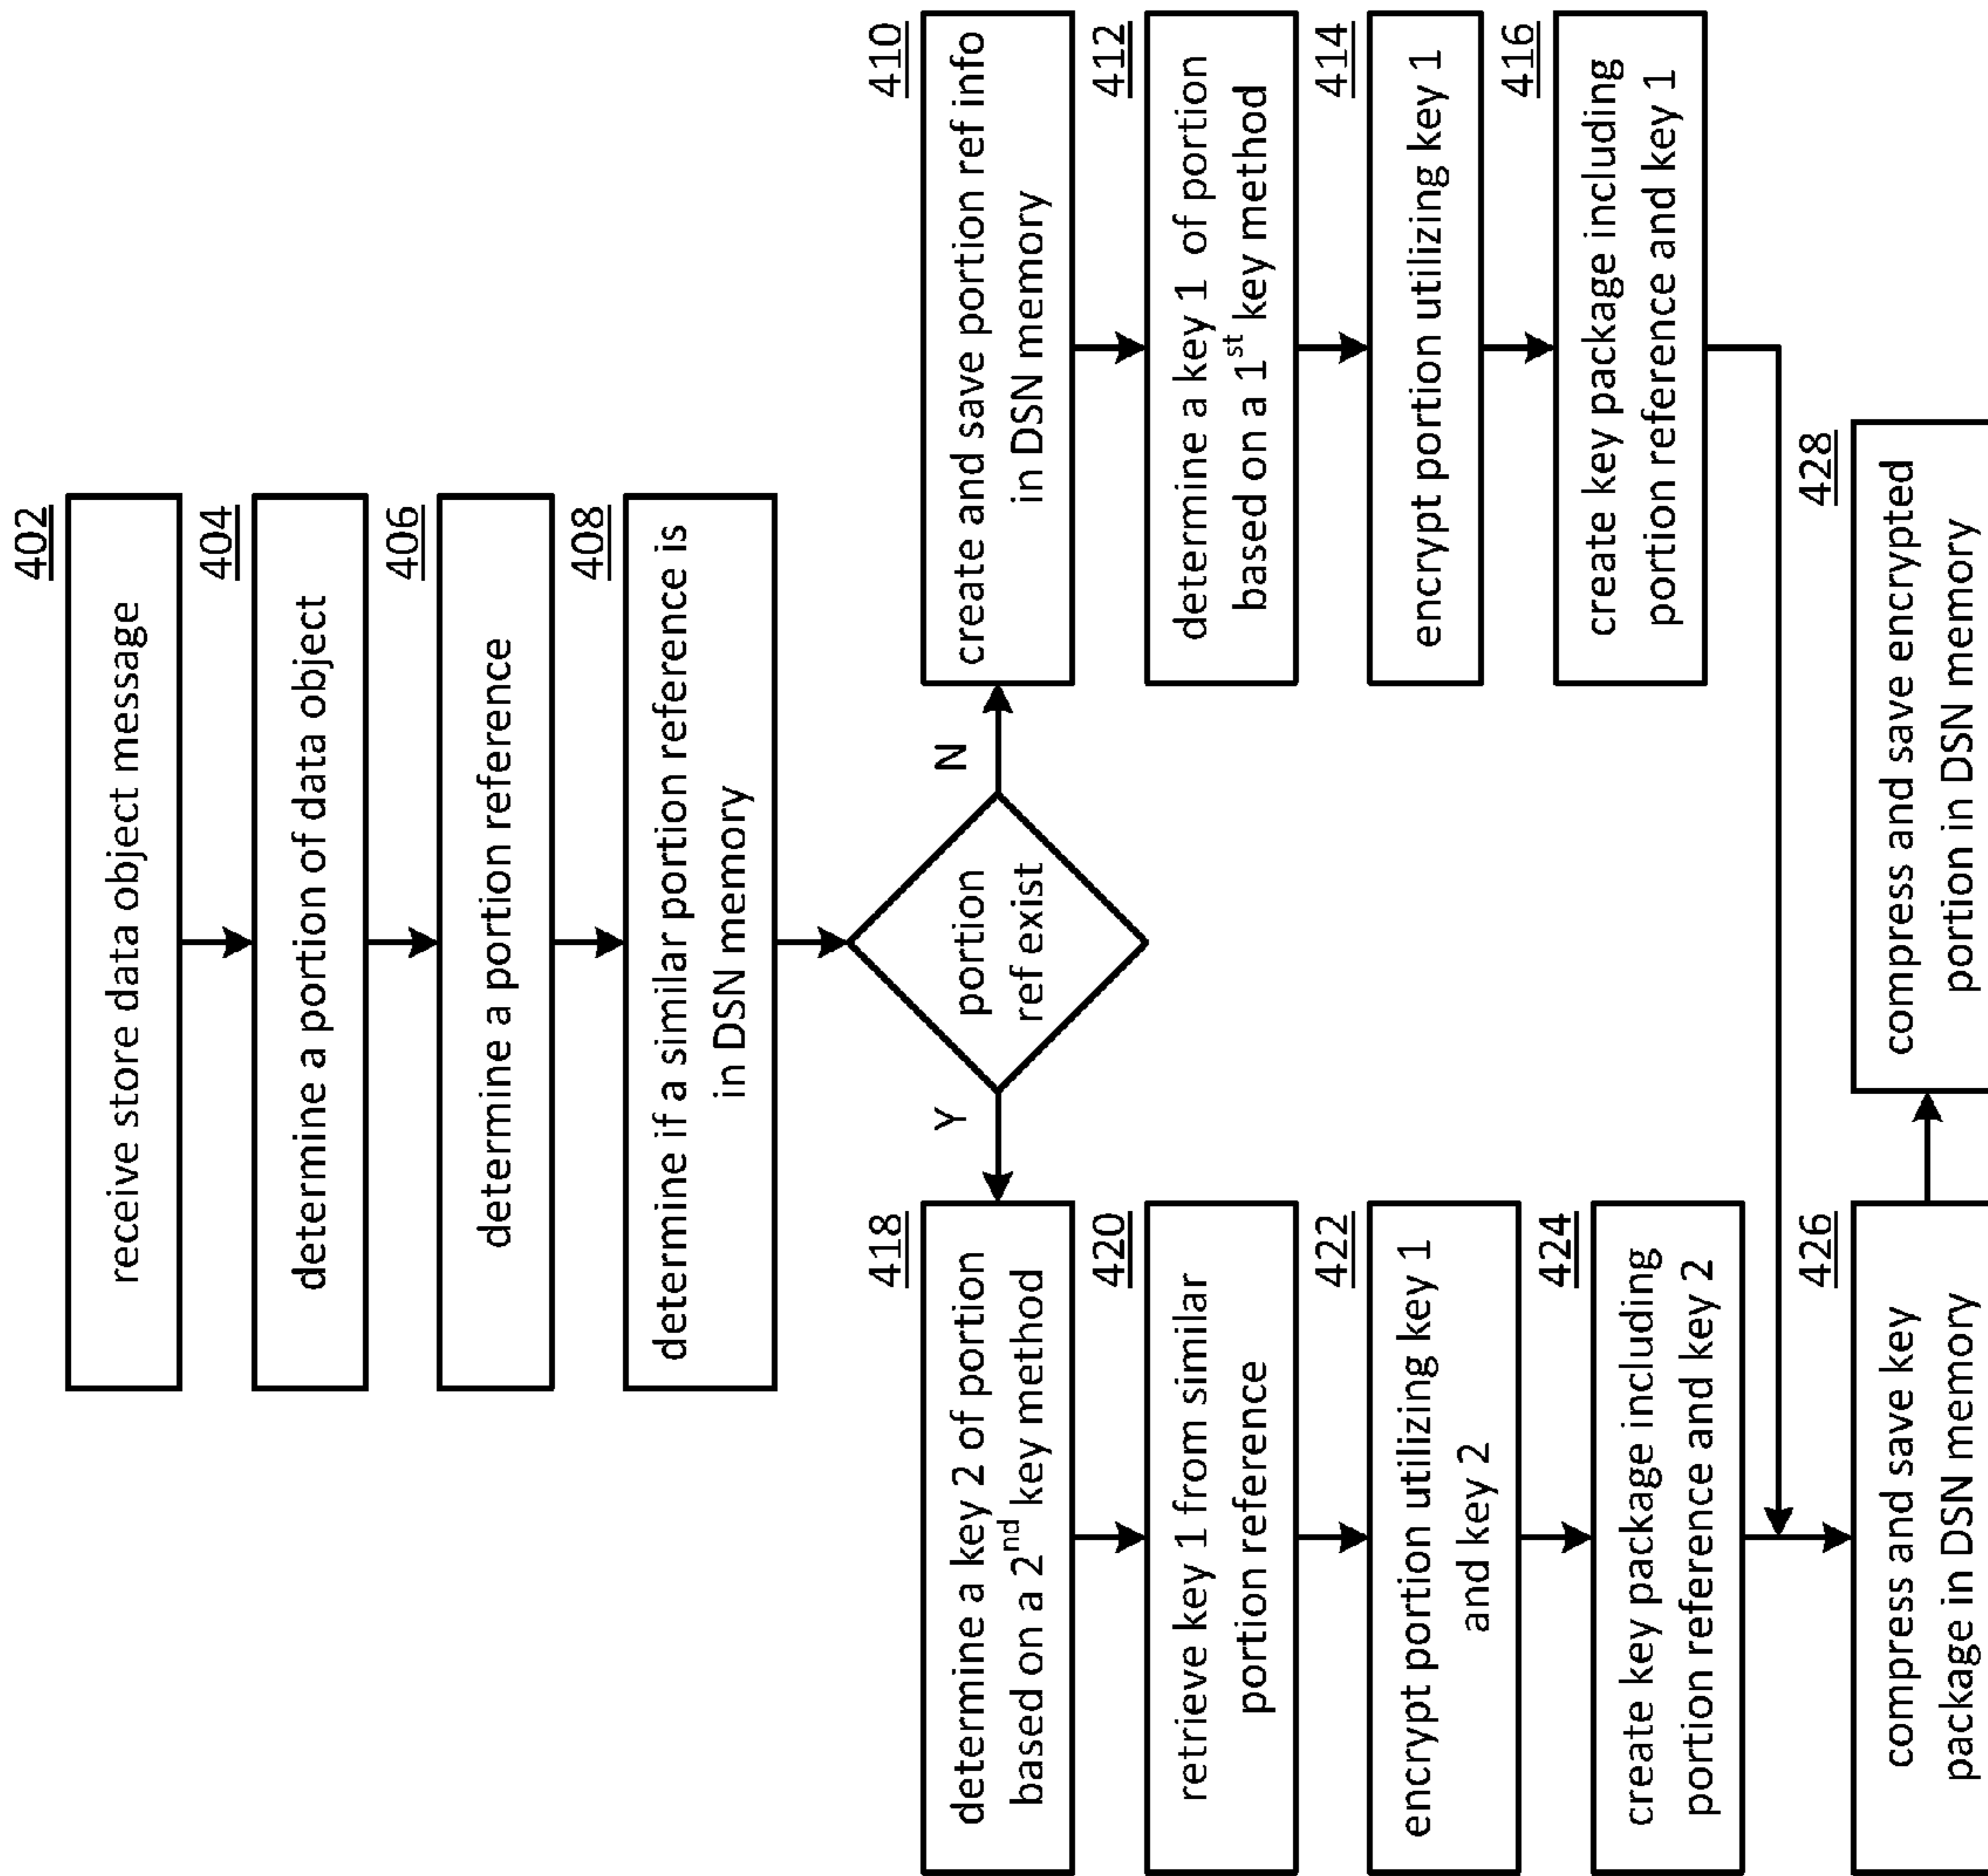 402
receive store data object message
404
determine a portion of data object
406
determine a portion reference
408
determine if a similar portion reference is
in DSN memory
portion
ref exist
Y
N
418
determine a key 2 of portion
based on a 2nd key method
420
retrieve key 1 from similar
portion reference
422
encrypt portion utilizing key 1
and key 2
424
create key package including
portion reference and key 2
410
create and save portion ref info
in DSN memory
412
determine a key 1 of portion
based on a 1st key method
414
encrypt portion utilizing key 1
416
create key package including
portion reference and key 1
426
compress and save key
package in DSN memory
428
compress and save encrypted
portion in DSN memory